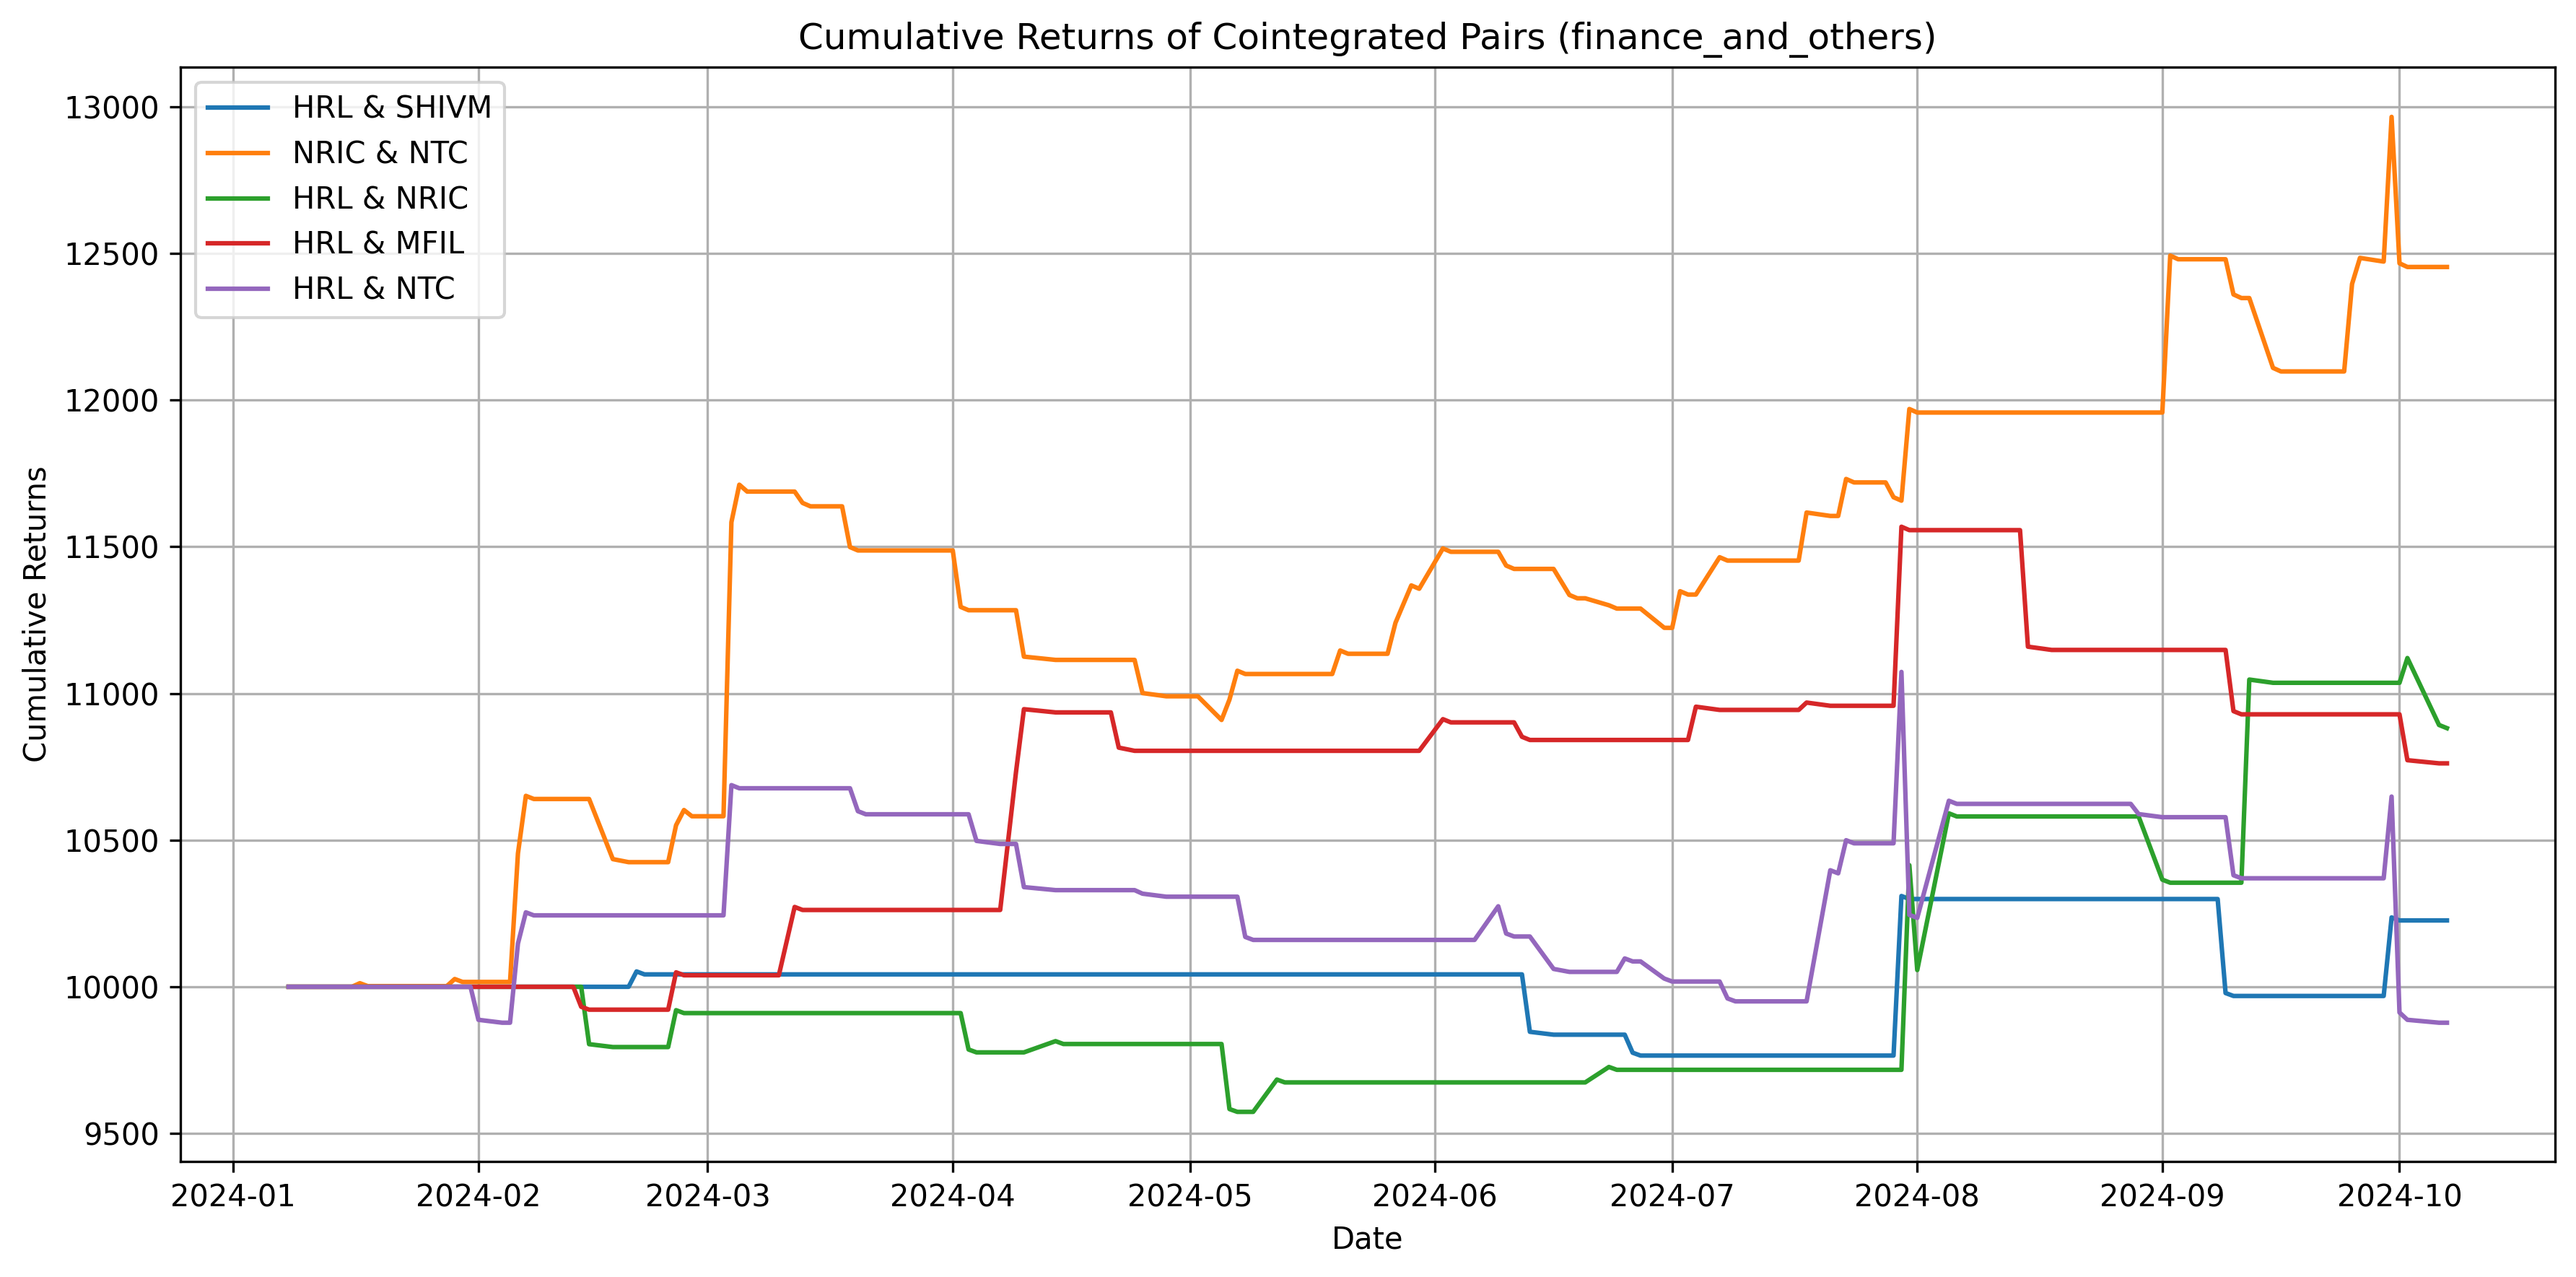 Cumulative Returns of Cointegrated Pairs (finance_and_others)
HRL & SHIVM
NRIC & NTC
HRL & NRIC
HRL & MFIL
HRL & NTC
Cumulative Returns
13000
12500
12000
11500
11000
10500
10000
9500
2024-01 2024-02 2024-03 2024-04 2024-05 2024-06 2024-07 2024-08 2024-09 2024-10
Date